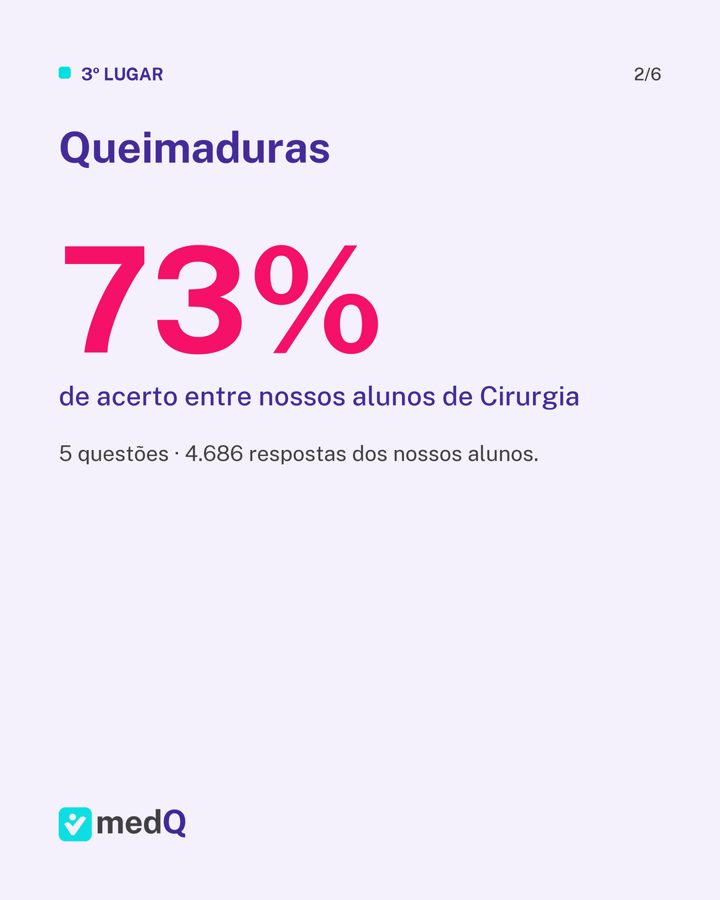 3º LUGAR
2/6
Queimaduras
73%
de acerto entre nossos alunos de Cirurgia
5 questões · 4.686 respostas dos nossos alunos.
medQ